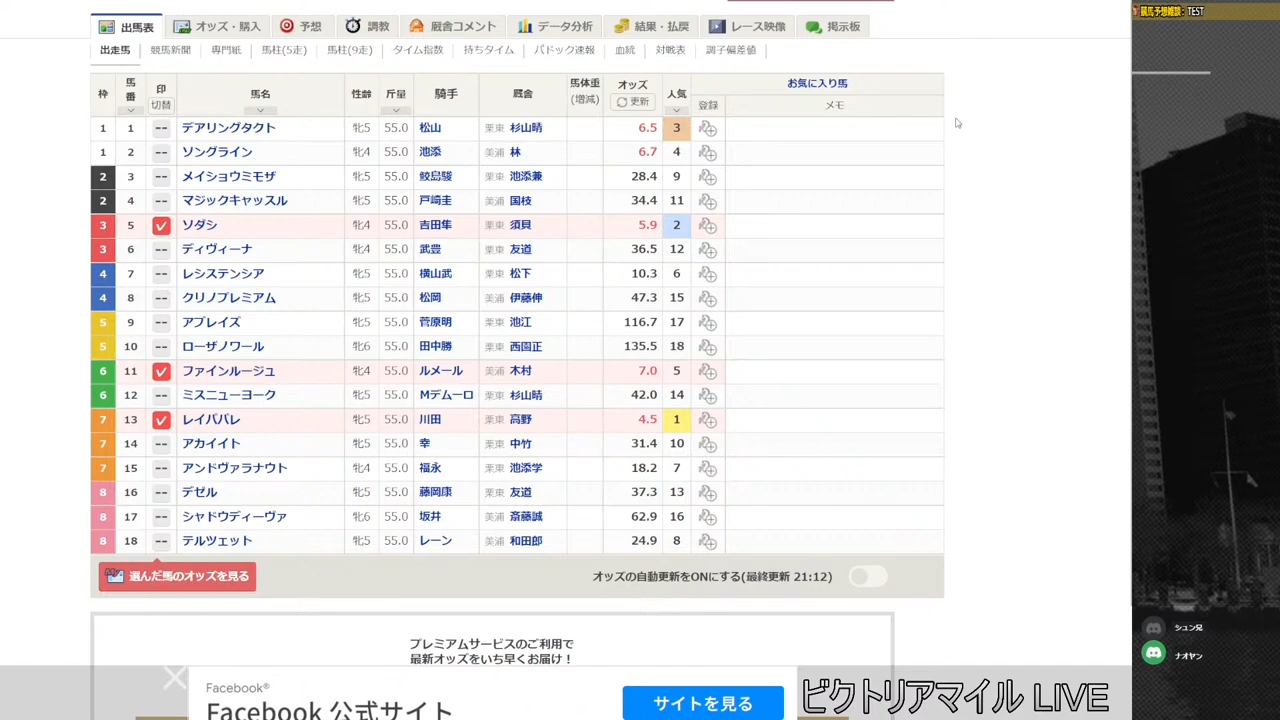 競馬予想雑談：TEST
出馬表 オッズ・購入 予想 調教 厩舎コメント データ分析 結果・払戻 レース映像 掲示板
出走馬 競馬新聞 専門紙 馬柱(5走) 馬柱(9走) タイム指数 持ちタイム パドック速報 血統 対戦表 調子偏差値
枠 馬番 印 切替 馬名 性齢 斤量 騎手 厩舎 馬体重(増減) オッズ 更新 人気 お気に入り馬 登録 メモ
1 1 -- デアリングタクト 牝5 55.0 松山 栗東 杉山晴 6.5 3
1 2 -- ソングライン 牝4 55.0 池添 美浦 林 6.7 4
2 3 -- メイショウミモザ 牝5 55.0 鮫島駿 栗東 池添兼 28.4 9
2 4 -- マジックキャッスル 牝5 55.0 戸崎圭 美浦 国枝 34.4 11
3 5 ソダシ 牝4 55.0 吉田隼 栗東 須貝 5.9 2
3 6 -- ディヴィーナ 牝4 55.0 武豊 栗東 友道 36.5 12
4 7 -- レシステンシア 牝5 55.0 横山武 栗東 松下 10.3 6
4 8 -- クリノプレミアム 牝5 55.0 松岡 美浦 伊藤伸 47.3 15
5 9 -- アブレイズ 牝5 55.0 菅原明 栗東 池江 116.7 17
5 10 -- ローザノワール 牝6 55.0 田中勝 栗東 西園正 135.5 18
6 11 ファインルージュ 牝4 55.0 ルメール 美浦 木村 7.0 5
6 12 -- ミスニューヨーク 牝5 55.0 Mデムーロ 栗東 杉山晴 42.0 14
7 13 レイパパレ 牝5 55.0 川田 栗東 高野 4.5 1
7 14 -- アカイイト 牝5 55.0 幸 栗東 中竹 31.4 10
7 15 -- アンドヴァラナウト 牝4 55.0 福永 栗東 池添学 18.2 7
8 16 -- デゼル 牝5 55.0 藤岡康 栗東 友道 37.3 13
8 17 -- シャドウディーヴァ 牝6 55.0 坂井 美浦 斎藤誠 62.9 16
8 18 -- テルツェット 牝5 55.0 レーン 美浦 和田郎 24.9 8
選んだ馬のオッズを見る オッズの自動更新をONにする(最終更新 21:12)
シュン兄
ナオヤン
プレミアムサービスのご利用で
最新オッズをいち早くお届け！
Facebook®
Facebook 公式サイト
サイトを見る
ビクトリアマイル LIVE